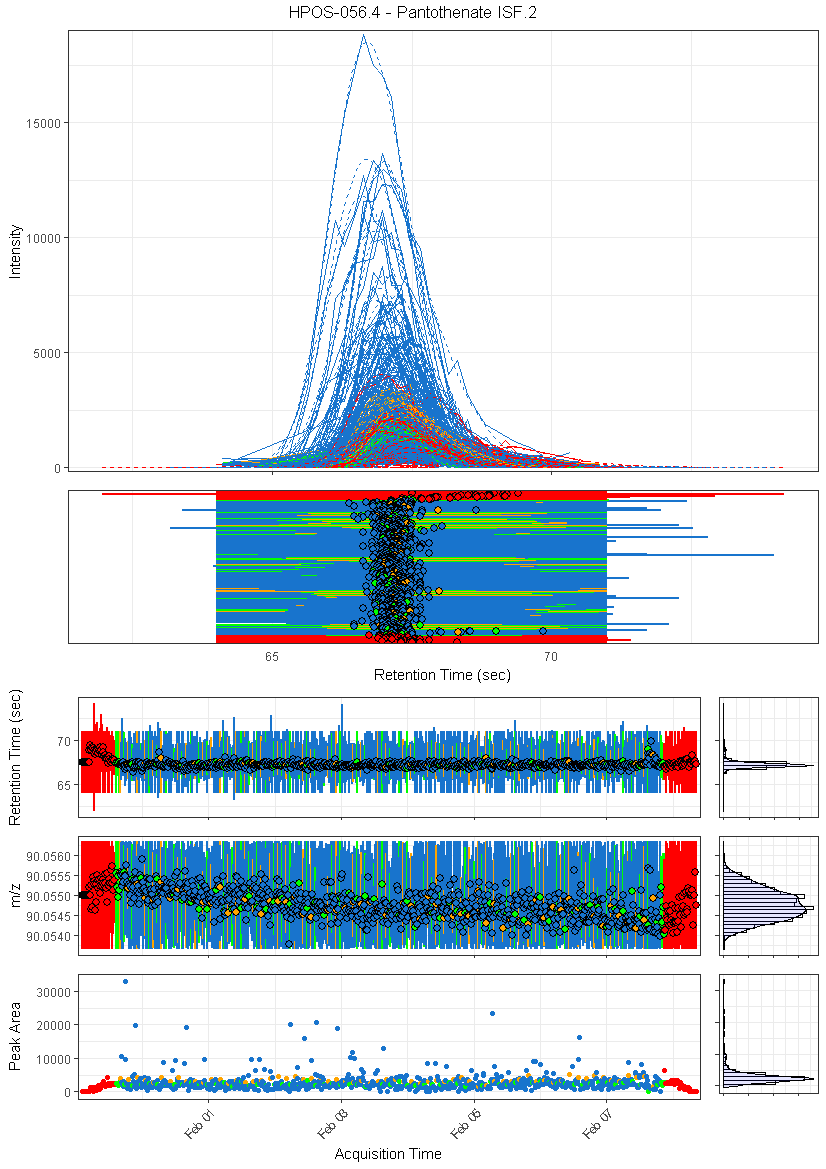 HPOS-056.4 - Pantothenate ISF.2
15000
10000
5000
0
Intensity
65
70
Retention Time (sec)
70
65
Retention Time (sec)
90.0560
90.0555
90.0550
90.0545
90.0540
m/z
30000
20000
10000
0
Peak Area
Feb 01
Feb 03
Feb 05
Feb 07
Acquisition Time